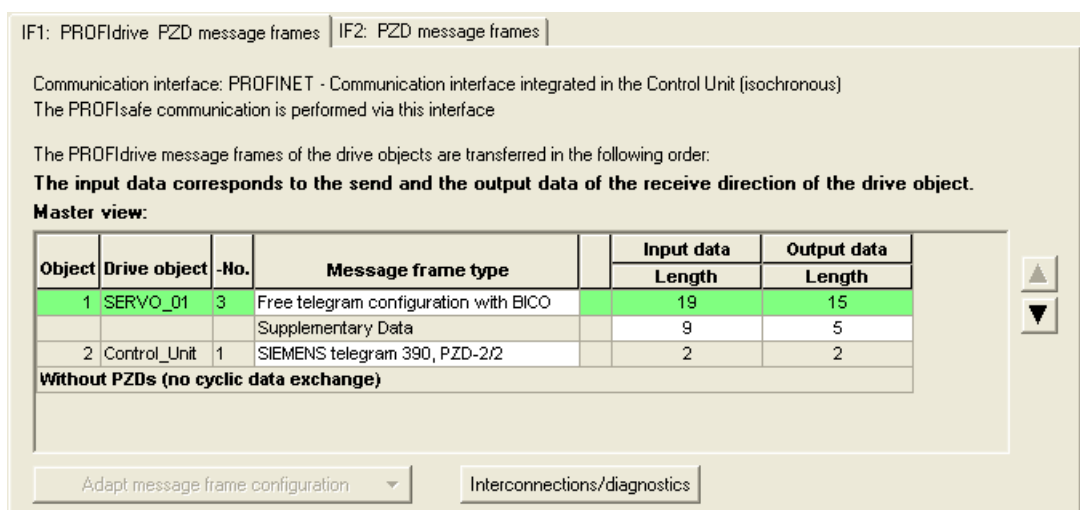 IF1: PROFIdrive PZD message frames IF2: PZD message frames
Communication interface: PROFINET - Communication interface integrated in the Control Unit (isochronous)
The PROFIsafe communication is performed via this interface
The PROFIdrive message frames of the drive objects are transferred in the following order:
The input data corresponds to the send and the output data of the receive direction of the drive object.
Master view:
Object Drive object -No. Message frame type Input data Output data
Length Length
1 SERVO_01 3 Free telegram configuration with BICO 19 15
Supplementary Data 9 5
2 Control_Unit 1 SIEMENS telegram 390, PZD-2/2 2 2
Without PZDs (no cyclic data exchange)
Adapt message frame configuration Interconnections/diagnostics